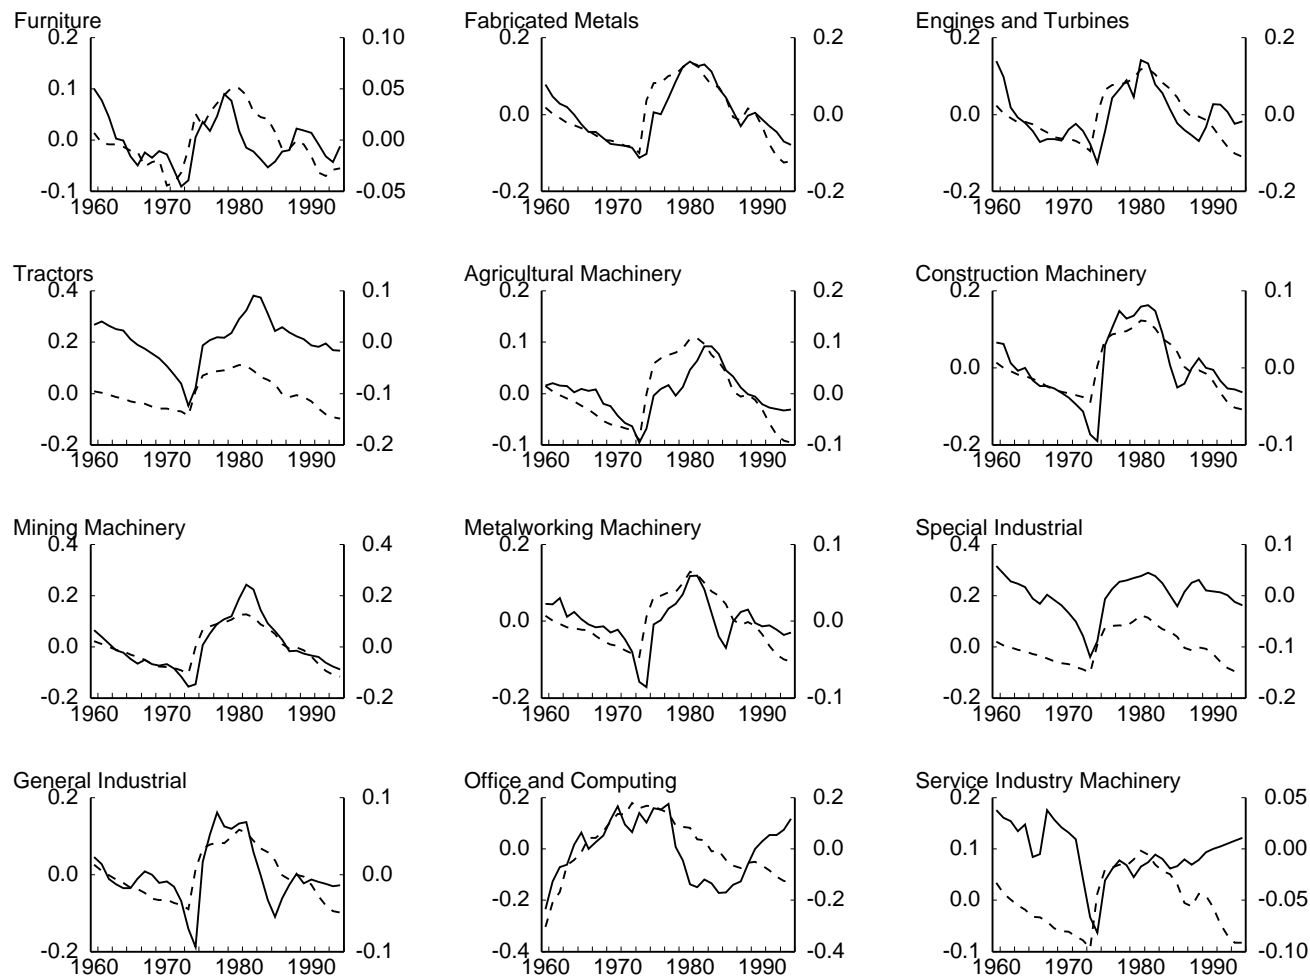 Furniture Fabricated Metals Engines and Turbines
0.2 0.10 0.2 0.2 0.2 0.2
0.1 0.05
0.0 0.00 0.0 0.0 0.0 0.0
-0.1 -0.05 -0.2 -0.2 -0.2 -0.2
1960 1970 1980 1990 1960 1970 1980 1990 1960 1970 1980 1990
Tractors Agricultural Machinery Construction Machinery
0.4 0.1 0.2 0.2 0.2 0.1
0.2 0.0 0.1 0.1
0.0 -0.1 0.0 0.0 0.0 0.0
-0.2 -0.2 -0.1 -0.1 -0.2 -0.1
1960 1970 1980 1990 1960 1970 1980 1990 1960 1970 1980 1990
Mining Machinery Metalworking Machinery Special Industrial
0.4 0.4 0.2 0.1 0.4 0.1
0.2 0.2 0.2 0.0
0.0 0.0 0.0 0.0 0.0 -0.1
-0.2 -0.2 -0.2 -0.1 -0.2 -0.2
1960 1970 1980 1990 1960 1970 1980 1990 1960 1970 1980 1990
General Industrial Office and Computing Service Industry Machinery
0.2 0.1 0.2 0.2 0.2 0.05
0.0 0.0 0.1 0.00
0.0 0.0 -0.2 -0.2 0.0 -0.05
-0.2 -0.1 -0.4 -0.4 -0.1 -0.10
1960 1970 1980 1990 1960 1970 1980 1990 1960 1970 1980 1990